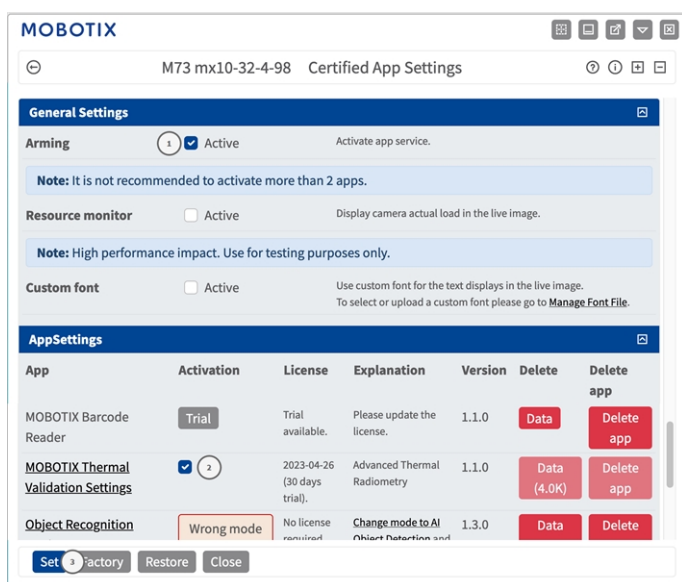 MOBOTIX
M73 mx10-32-4-98 Certified App Settings
General Settings
Arming 1 Active Activate app service.
Note: It is not recommended to activate more than 2 apps.
Resource monitor Active Display camera actual load in the live image.
Note: High performance impact. Use for testing purposes only.
Custom font Active Use custom font for the text displays in the live image.
To select or upload a custom font please go to Manage Font File.
AppSettings
App Activation License Explanation Version Delete Delete
app
MOBOTIX Barcode Trial Trial Please update the 1.1.0 Data Delete
Reader available. license. app
MOBOTIX Thermal 2 2023-04-26 Advanced Thermal 1.1.0 Data Delete
Validation Settings (30 days Radiometry (4.0K) app
trial).
Object Recognition Wrong mode No license Change mode to AI 1.3.0 Data Delete
required Object Detection and
Set 3 Factory Restore Close